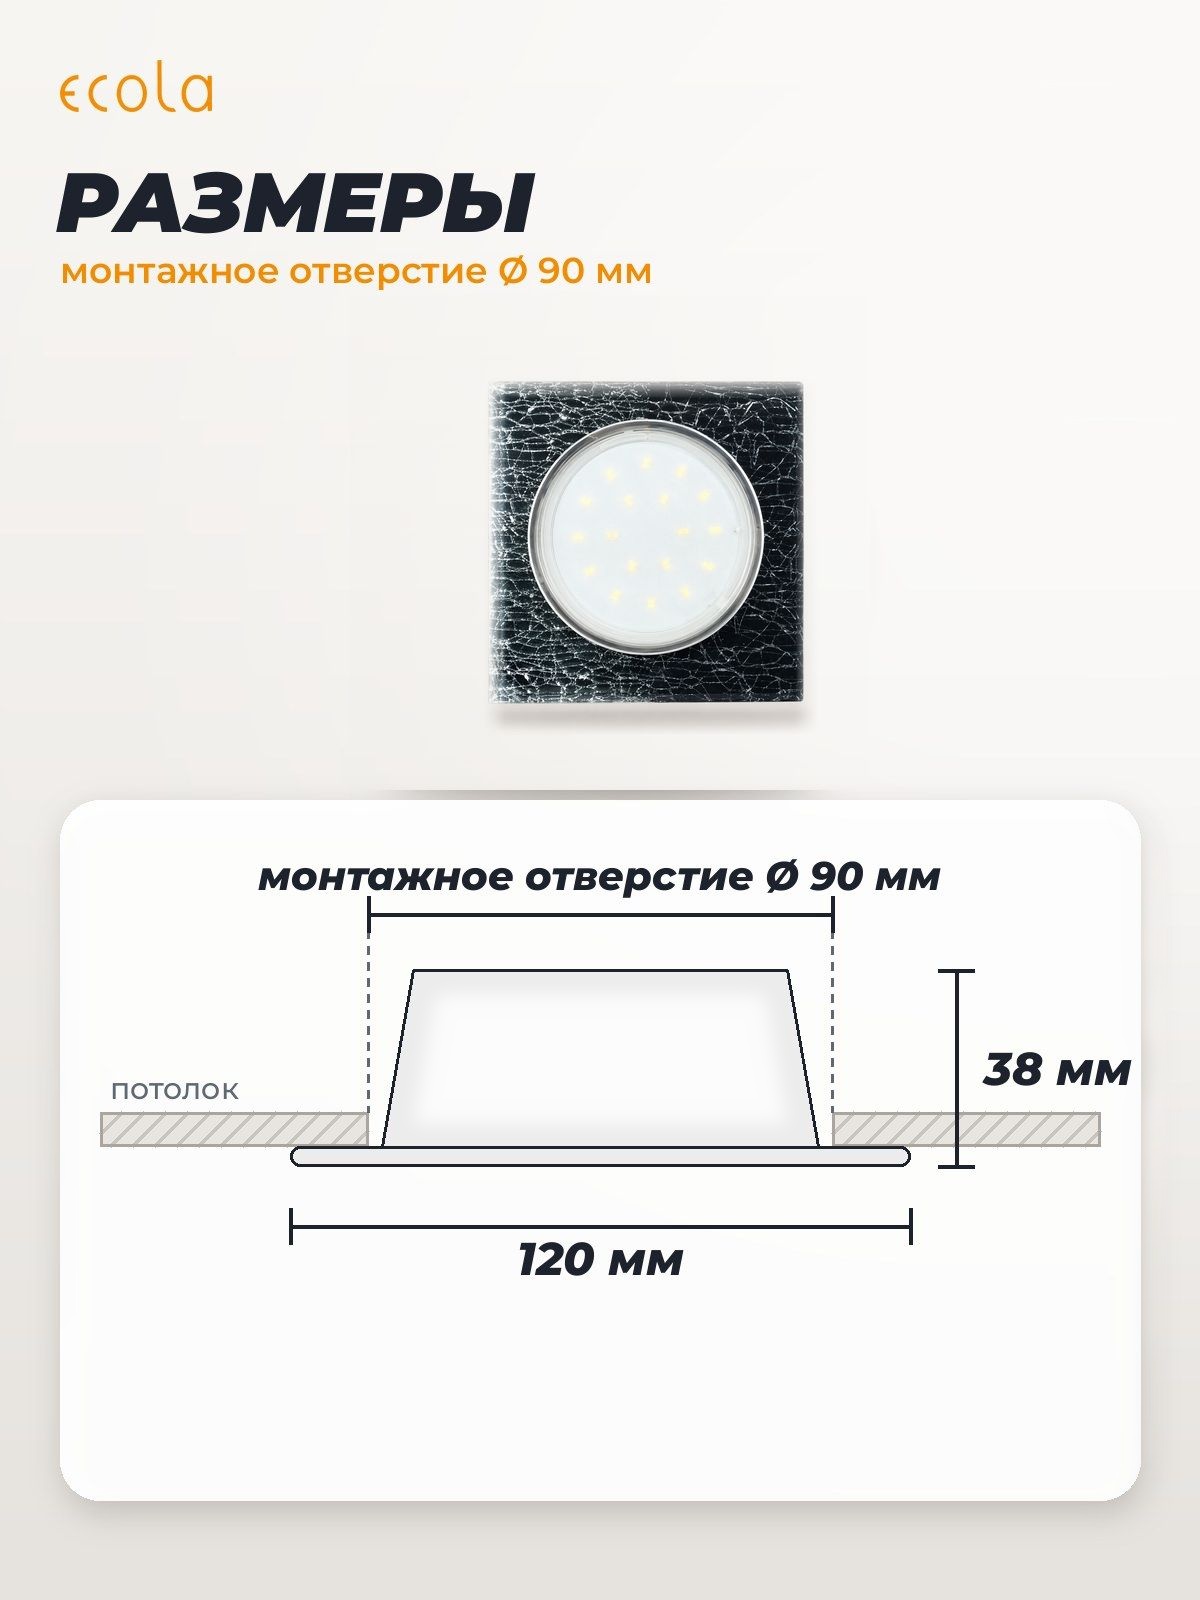 ecola
РАЗМЕРЫ
монтажное отверстие Ø 90 мм
монтажное отверстие Ø 90 мм
38 мм
потолок
120 мм